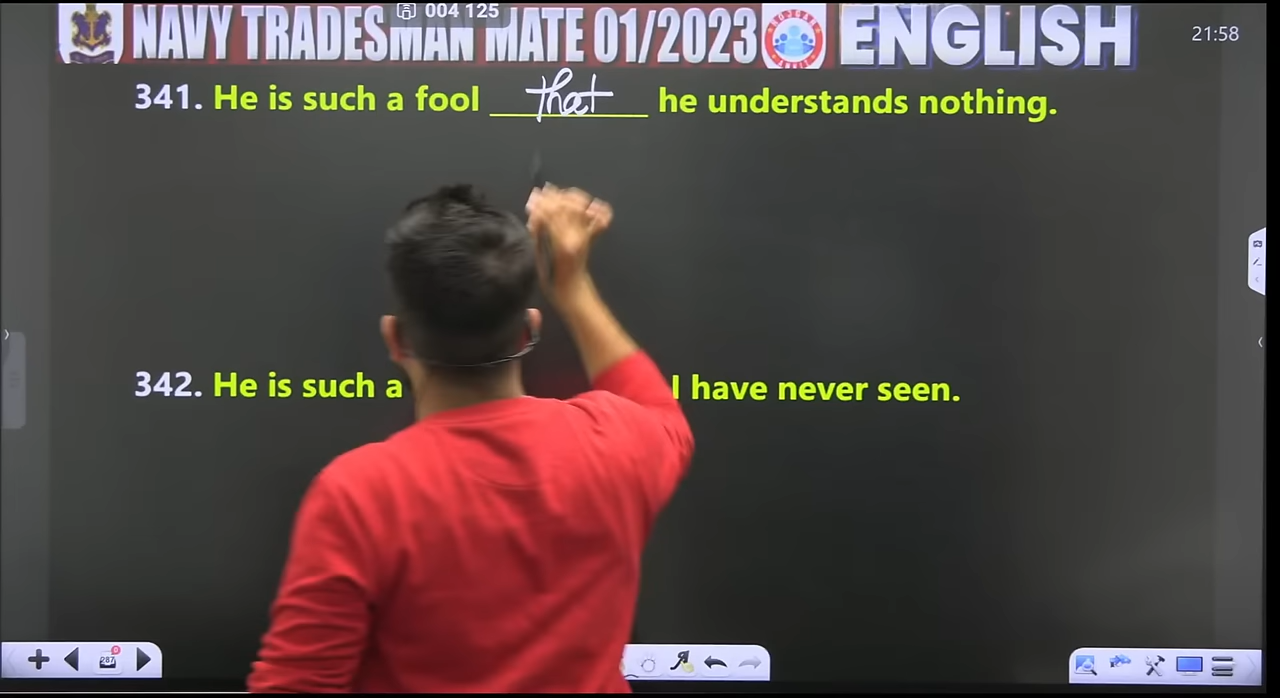 004 125
NAVY TRADESMAN MATE 01/2023 ENGLISH
21:58
341. He is such a fool that he understands nothing.
342. He is such a I have never seen.
287